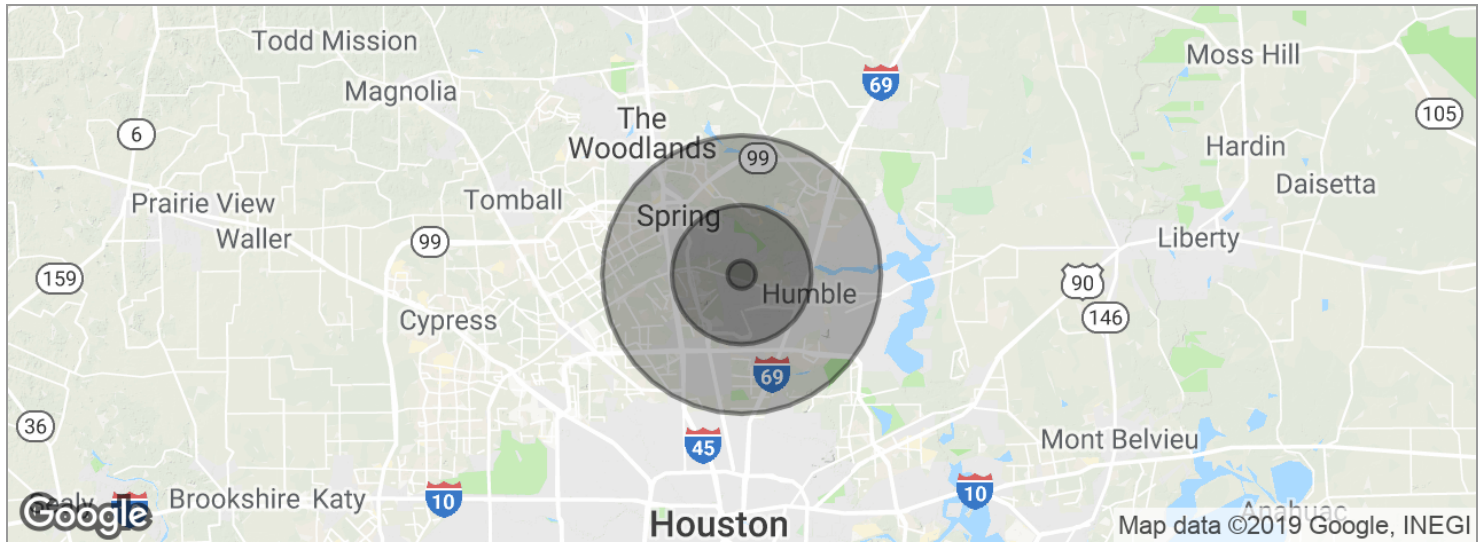 Todd Mission
Moss Hill
69
Magnolia
105
The
Woodlands
6
99
Hardin
Daisetta
Tomball
Prairie View
Spring
Waller
99
Liberty
159
90
Humble
146
Cypress
69
36
45
Mont Belvieu
10
10
Brookshire
Katy
Sealy
Google
Anahuac
Houston
Map data ©2019 Google, INEGI